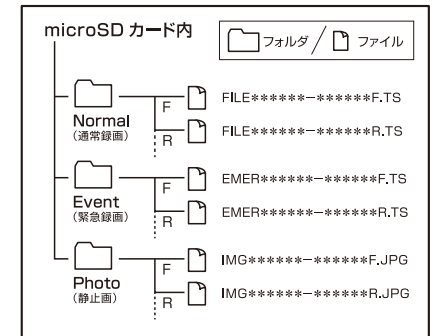 microSD カード内
フォルダ / ファイル
F
FILE******-******F.TS
Normal
(通常録画)
R
FILE******-******R.TS
F
EMER******-******F.TS
Event
(緊急録画)
R
EMER******-******R.TS
F
IMG******-******F.JPG
Photo
(静止画)
R
IMG******-******R.JPG